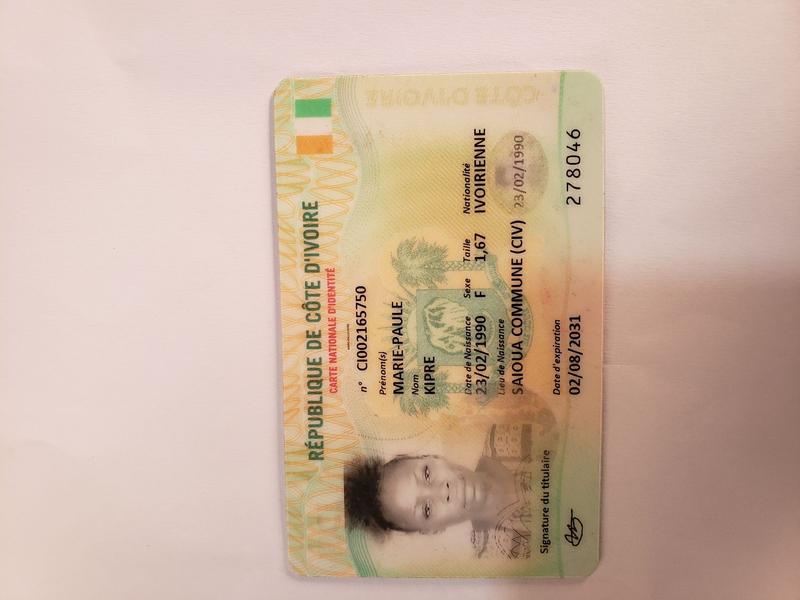 CÔTE D'IVOIRE
RÉPUBLIQUE DE CÔTE D'IVOIRE
CARTE NATIONALE D'IDENTITÉ
n° CI002165750
Prénom(s)
MARIE-PAULE
Nom
KIPRE
Date de Naissance Sexe Taille Nationalité
23/02/1990 F 1,67 IVOIRIENNE
Lieu de Naissance
SAIOUA COMMUNE (CIV) 23/02/1990
Signature du titulaire
Date d'expiration
02/08/2031
278046